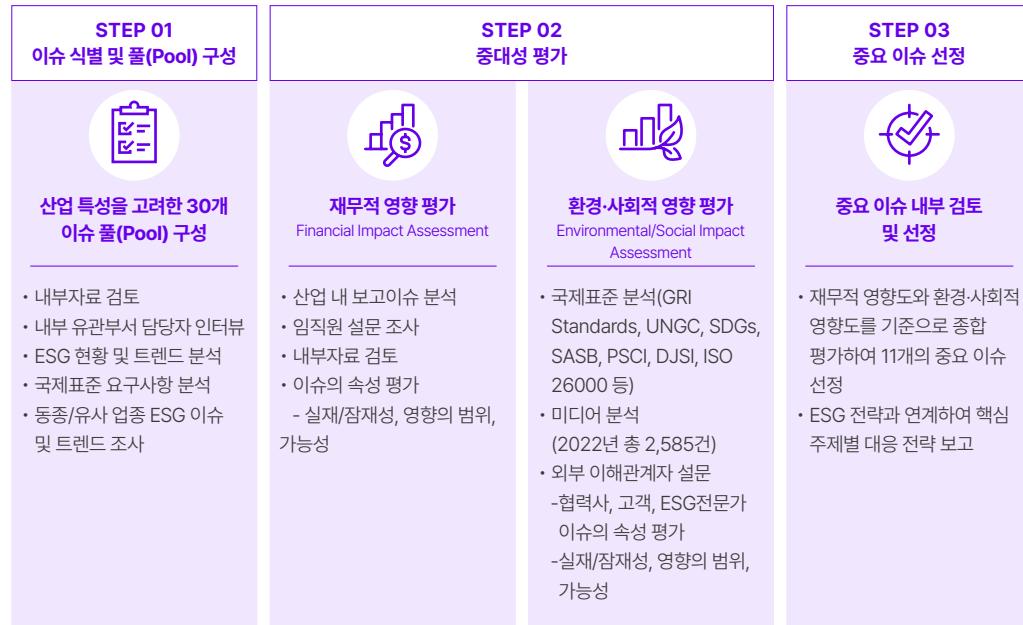 STEP 01
이슈 식별 및 풀(Pool) 구성
산업 특성을 고려한 30개
이슈 풀(Pool) 구성
• 내부자료 검토
• 내부 유관부서 담당자 인터뷰
• ESG 현황 및 트렌드 분석
• 국제표준 요구사항 분석
• 동종/유사 업종 ESG 이슈
및 트렌드 조사
STEP 02
중대성 평가
재무적 영향 평가
Financial Impact Assessment
• 산업 내 보고이슈 분석
• 임직원 설문 조사
• 내부자료 검토
• 이슈의 속성 평가
- 실재/잠재성, 영향의 범위,
가능성
환경·사회적 영향 평가
Environmental/Social Impact
Assessment
• 국제표준 분석(GRI
Standards, UNGC, SDGs,
SASB, PSCI, DJSI, ISO
26000 등)
• 미디어 분석
(2022년 총 2,585건)
• 외부 이해관계자 설문
-협력사, 고객, ESG전문가
이슈의 속성 평가
-실재/잠재성, 영향의 범위,
가능성
STEP 03
중요 이슈 선정
중요 이슈 내부 검토
및 선정
• 재무적 영향도와 환경·사회적
영향도를 기준으로 종합
평가하여 11개의 중요 이슈
선정
• ESG 전략과 연계하여 핵심
주제별 대응 전략 보고